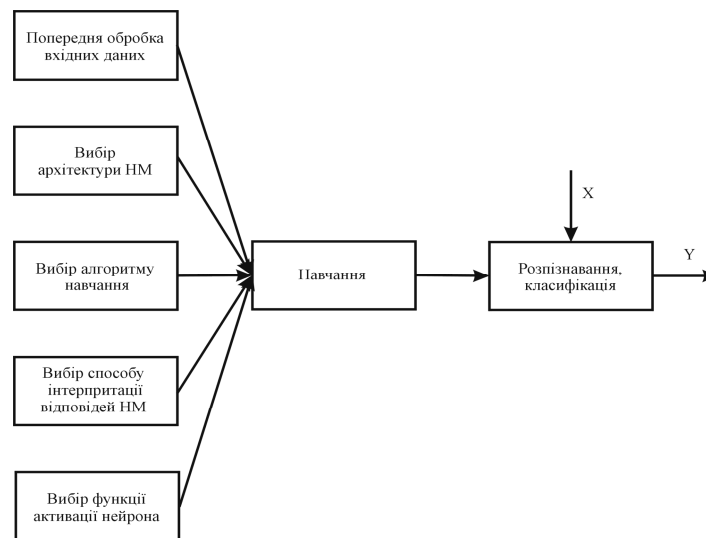 Попередня обробка
вхідних даних
Вибір
архітектури НМ
X
Вибір алгоритму
навчання
Навчання
Розпізнавання,
класифікація
Y
Вибір способу
інтерпритації
відповідей НМ
Вибір функції
активації нейрона